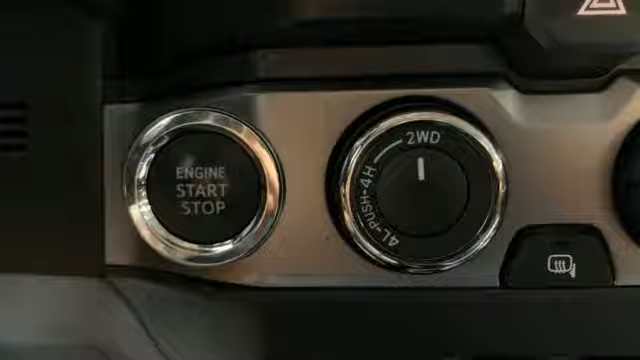 ENGINE
START
STOP
2WD
4L-PUSH-4H